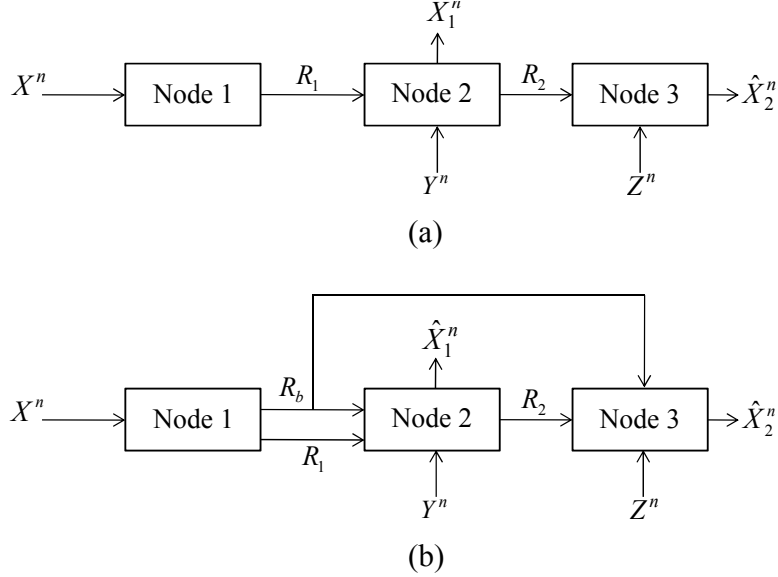 X_1^n
X^n
Node 1
R_1
Node 2
R_2
Node 3
\hat{X}_2^n
Y^n
Z^n
(a)
\hat{X}_1^n
X^n
Node 1
R_b
R_1
Node 2
R_2
Node 3
\hat{X}_2^n
Y^n
Z^n
(b)